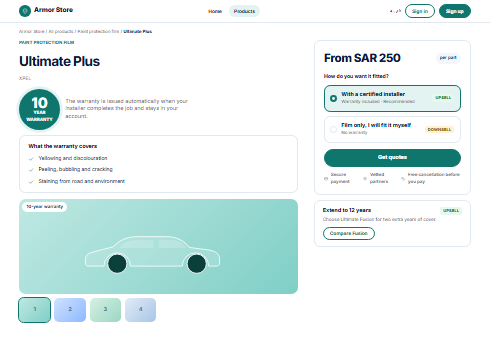 Armor Store
Home
Products
Sign in
Sign up
Armor Store / All products / Paint protection film / Ultimate Plus
PAINT PROTECTION FILM
Ultimate Plus
XPEL
10
YEAR
WARRANTY
The warranty is issued automatically when your
installer completes the job and stays in your
account.
What the warranty covers
Yellowing and discolouration
Peeling, bubbling and cracking
Staining from road and environment
10-year warranty
1
2
3
4
From SAR 250
per part
How do you want it fitted?
With a certified installer
Warranty included · Recommended
UPSELL
Film only, I will fit it myself
No warranty
DOWNSELL
Get quotes
Secure
payment
Vetted
partners
Free cancellation before
you pay
Extend to 12 years
UPSELL
Choose Ultimate Fusion for two extra years of cover.
Compare Fusion